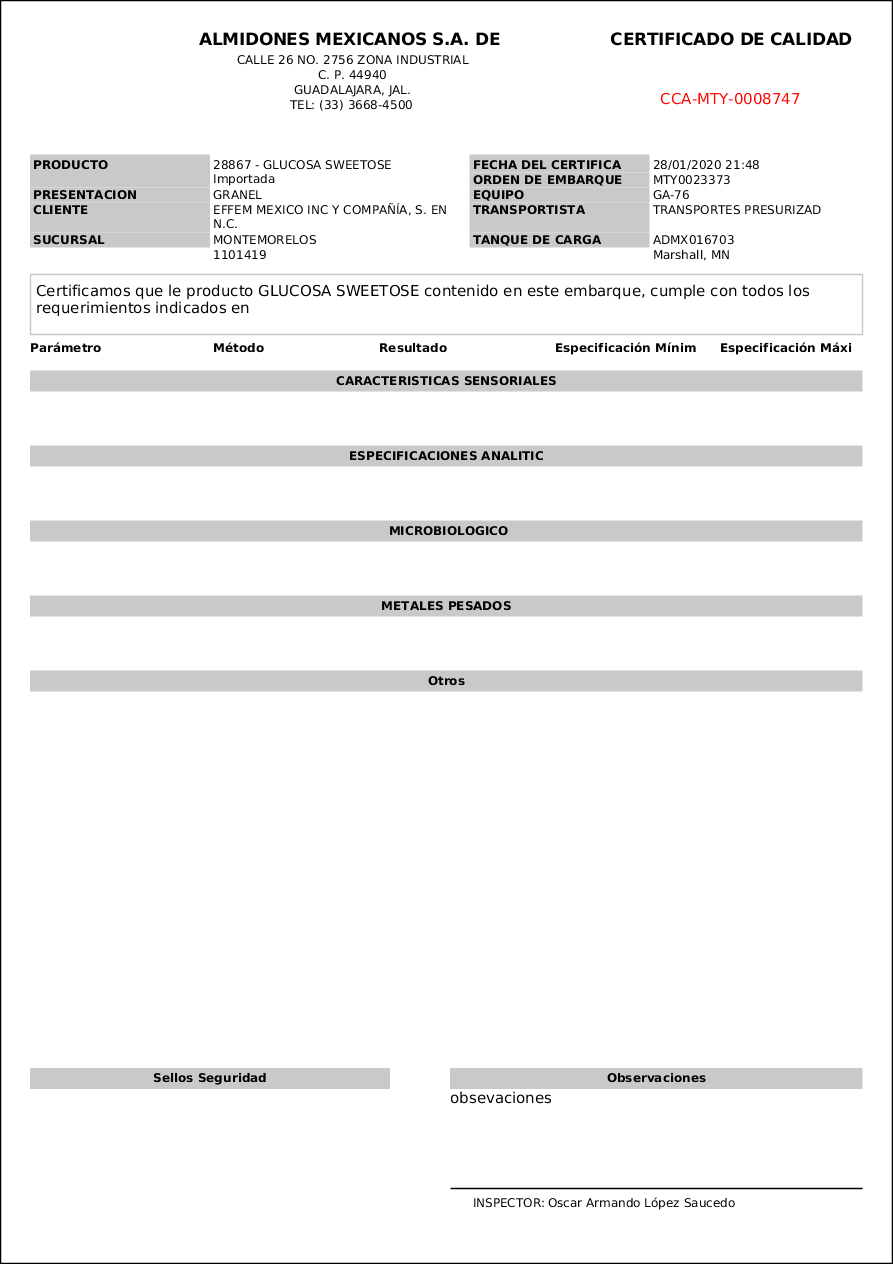 ALMIDONES MEXICANOS S.A. DE
CERTIFICADO DE CALIDAD
CALLE 26 NO. 2756 ZONA INDUSTRIAL
C. P. 44940
GUADALAJARA, JAL.
TEL: (33) 3668-4500
CCA-MTY-0008747
PRODUCTO 28867 - GLUCOSA SWEETOSE
Importada
PRESENTACION GRANEL
CLIENTE EFFEM MEXICO INC Y COMPAÑÍA, S. EN
N.C.
SUCURSAL MONTEMORELOS
1101419
FECHA DEL CERTIFICA 28/01/2020 21:48
ORDEN DE EMBARQUE MTY0023373
EQUIPO GA-76
TRANSPORTISTA TRANSPORTES PRESURIZAD
TANQUE DE CARGA ADMX016703
Marshall, MN
Certificamos que le producto GLUCOSA SWEETOSE contenido en este embarque, cumple con todos los
requerimientos indicados en
Parámetro Método Resultado Especificación Mínim Especificación Máxi
CARACTERISTICAS SENSORIALES
ESPECIFICACIONES ANALITIC
MICROBIOLOGICO
METALES PESADOS
Otros
Sellos Seguridad
Observaciones
obsevaciones
INSPECTOR: Oscar Armando López Saucedo